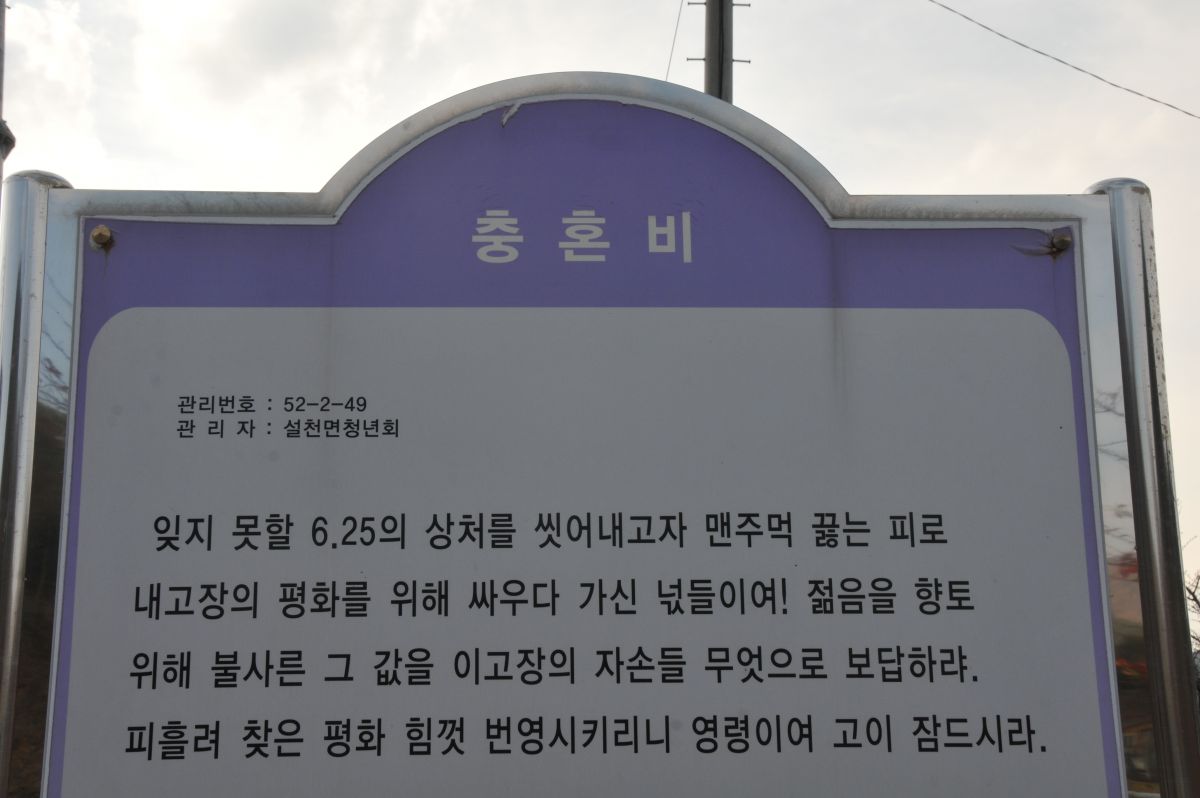 충 혼 비
관리번호 : 52-2-49
관 리 자 : 설천면청년회
잊지 못할 6.25의 상처를 씻어내고자 맨주먹 끓는 피로
내고장의 평화를 위해 싸우다 가신 넋들이여! 젊음을 향토
위해 불사른 그 값을 이고장의 자손들 무엇으로 보답하랴.
피흘려 찾은 평화 힘껏 번영시키리니 영령이여 고이 잠드시라.